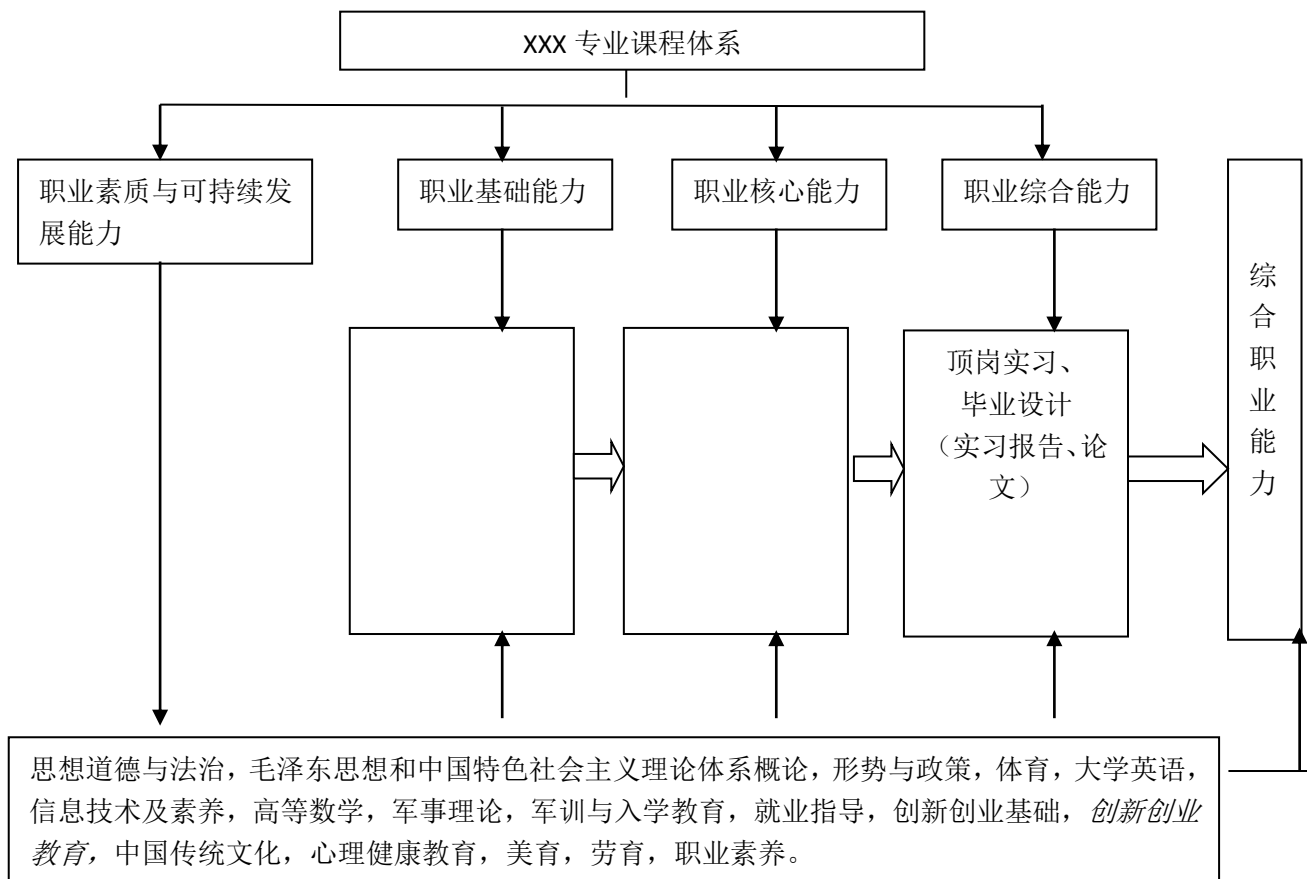 XXX 专业课程体系
职业素质与可持续发
展能力
职业基础能力
职业核心能力
职业综合能力
顶岗实习、
毕业设计
（实习报告、论
文）
综
合
职
业
能
力
思想道德与法治，毛泽东思想和中国特色社会主义理论体系概论，形势与政策，体育，大学英语，
信息技术及素养，高等数学，军事理论，军训与入学教育，就业指导，创新创业基础，创新创业
教育，中国传统文化，心理健康教育，美育，劳育，职业素养。